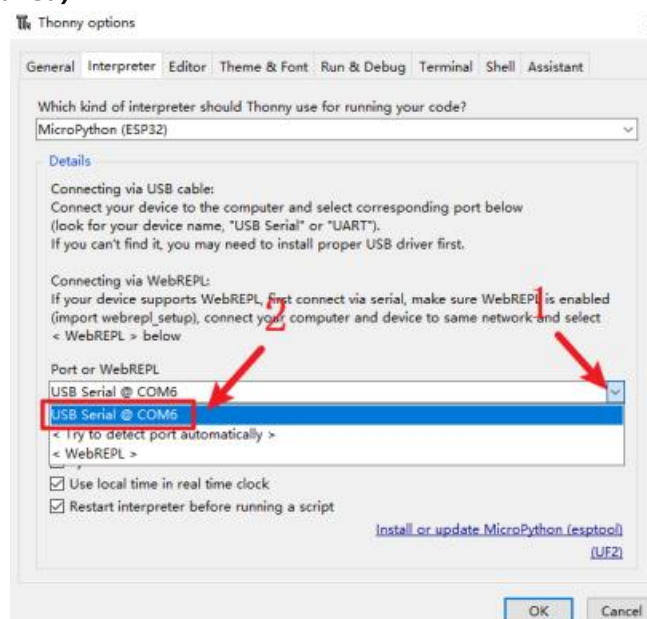 Thonny options
General Interpreter Editor Theme & Font Run & Debug Terminal Shell Assistant
Which kind of interpreter should Thonny use for running your code?
MicroPython (ESP32)
Details
Connecting via USB cable:
Connect your device to the computer and select corresponding port below
(look for your device name, "USB Serial" or "UART").
If you can't find it, you may need to install proper USB driver first.
Connecting via WebREPL:
If your device supports WebREPL, first connect via serial, make sure WebREPL is enabled
(import webrepl_setup), connect your computer and device to same network and select
< WebREPL > below
2
1
Port or WebREPL
USB Serial @ COM6
USB Serial @ COM6
< Try to detect port automatically >
< WebREPL >
Use local time in real time clock
Restart interpreter before running a script
Install or update MicroPython (esptool)
(UF2)
OK Cancel